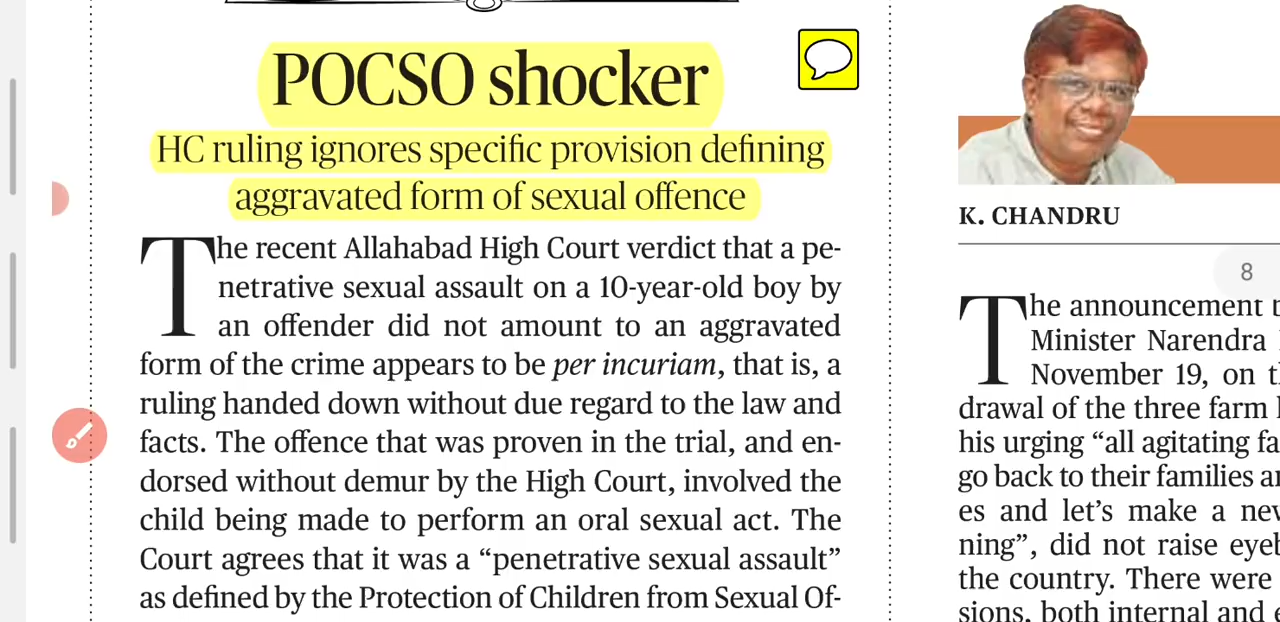 POCSO shocker
HC ruling ignores specific provision defining
aggravated form of sexual offence
The recent Allahabad High Court verdict that a pe-
netrative sexual assault on a 10-year-old boy by
an offender did not amount to an aggravated
form of the crime appears to be per incuriam, that is, a
ruling handed down without due regard to the law and
facts. The offence that was proven in the trial, and en-
dorsed without demur by the High Court, involved the
child being made to perform an oral sexual act. The
Court agrees that it was a “penetrative sexual assault”
as defined by the Protection of Children from Sexual Of-
K. CHANDRU
8
The announcement
Minister Narendra
November 19, on
drawal of the three farm
his urging “all agitating
go back to their families
es and let’s make a
ning”, did not raise
the country. There were
sions, both internal and